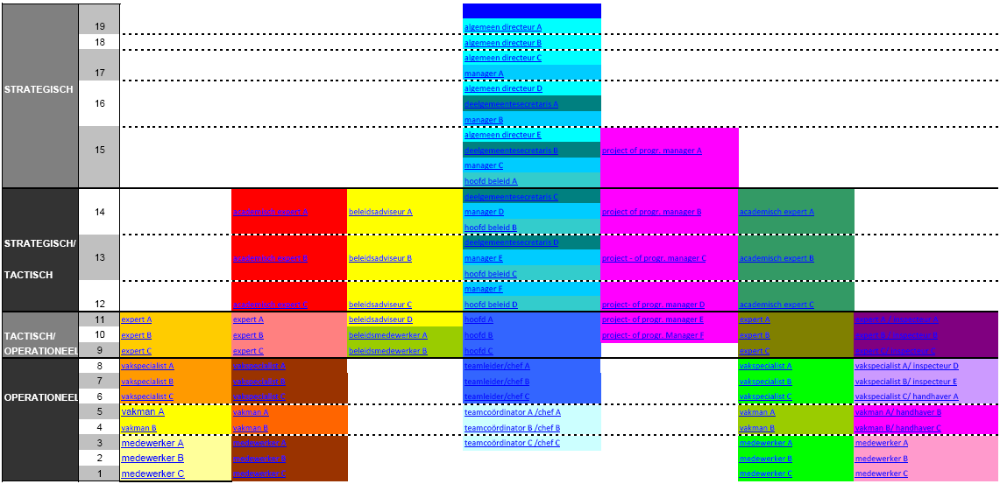 19
algemeen directeur A
18
algemeen directeur B
algemeen directeur C
17
manager A
STRATEGISCH
algemeen directeur D
16
deelgemeentesecretaris A
manager B
algemeen directeur E
15
deelgemeentesecretaris B
project of progr. manager A
manager C
hoofd beleid A
deelgemeentesecretaris C
14
academisch expert A
beleidsadviseur A
manager D
project of progr. manager B
academisch expert A
hoofd beleid B
STRATEGISCH/
deelgemeentesecretaris D
13
academisch expert B
beleidsadviseur B
manager E
project - of progr. manager C
academisch expert B
TACTISCH
hoofd beleid C
manager F
12
academisch expert C
beleidsadviseur C
hoofd beleid D
project- of progr. manager D
academisch expert C
11
expert A
expert A
beleidsadviseur D
hoofd A
project- of progr. manager E
expert A
expert A / inspecteur A
TACTISCH/
10
expert B
expert B
beleidsmedewerker A
hoofd B
project- of progr. Manager F
expert B
expert B / inspecteur B
OPERATIONEEL
9
expert C
expert C
beleidsmedewerker B
hoofd C
expert C
expert C/ inspecteur C
8
vakspecialist A
vakspecialist A
teamleider/chef A
vakspecialist A
vakspecialist A/ inspecteur D
7
vakspecialist B
vakspecialist B
teamleider/chef B
vakspecialist B
vakspecialist B/ inspecteur E
OPERATIONEEL
6
vakspecialist C
vakspecialist C
teamleider/chef C
vakspecialist C
vakspecialist C/ handhaver A
5
vakman A
vakman A
teamcoördinator A /chef A
vakman A
vakman A/ handhaver B
4
vakman B
vakman B
teamcoördinator B /chef B
vakman B
vakman B/ handhaver C
3
medewerker A
medewerker A
teamcoördinator C /chef C
medewerker A
medewerker A
2
medewerker B
medewerker B
medewerker B
medewerker B
1
medewerker C
medewerker C
medewerker C
medewerker C